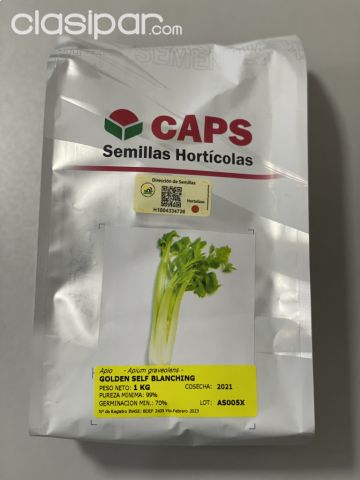 clasipar.com
CAPS
Semillas Hortícolas
Dirección de Semillas
Hortalizas
H1004334736
Apio - Apium graveolens -
GOLDEN SELF BLANCHING
PESO NETO: 1 KG COSECHA: 2021
PUREZA MINIMA: 99%
GERMINACION MIN.: 70% LOT: AS005X